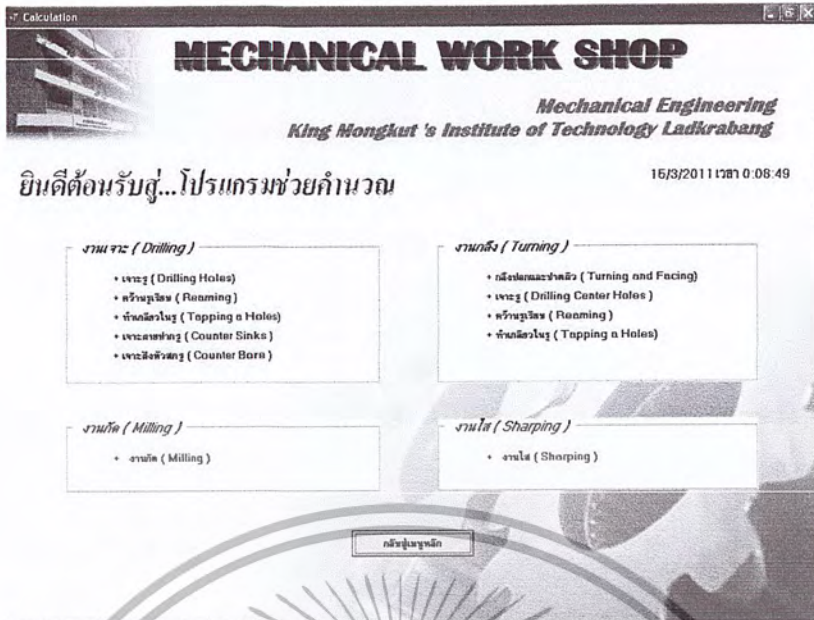 Calculation
MECHANICAL WORK SHOP
Mechanical Engineering
King Mongkut 's Institute of Technology Ladkrabang
ยินดีต้อนรับสู่...โปรแกรมช่วยคำนวณ
15/3/2011 เวลา 0:08:49
งานเจาะ ( Drilling )
+ เจาะรู ( Drilling Holes)
+ คว้านรูเรียบ ( Reaming )
+ ทำเกลียวในรู ( Tapping a Holes)
+ เจาะลายปากรู ( Counter Sinks )
+ เจาะฝังหัวสกรู ( Counter Bore )
งานกลึง ( Turning )
+ กลึงปอกและปาดผิว ( Turning and Facing)
+ เจาะรู ( Drilling Center Holes )
+ คว้านรูเรียบ ( Reaming )
+ ทำเกลียวในรู ( Tapping a Holes)
งานกัด ( Milling )
+ งานกัด ( Milling )
งานใส ( Sharping )
+ งานใส ( Sharping )
กลับสู่เมนูหลัก